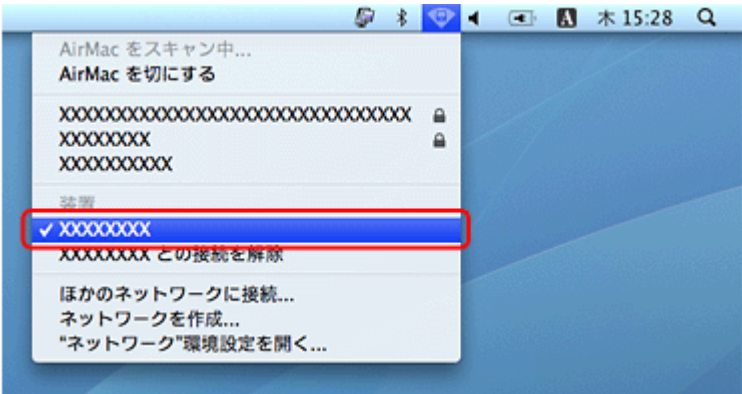 A 木 15:28
AirMac をスキャン中...
AirMac を切にする
XXXXXXXXXXXXXXXXXXXXXXXXXXXXXXXX
XXXXXXXX
XXXXXXXXXX
装置
✓ XXXXXXXX
XXXXXXXX との接続を解除
ほかのネットワークに接続...
ネットワークを作成...
“ネットワーク”環境設定を開く...